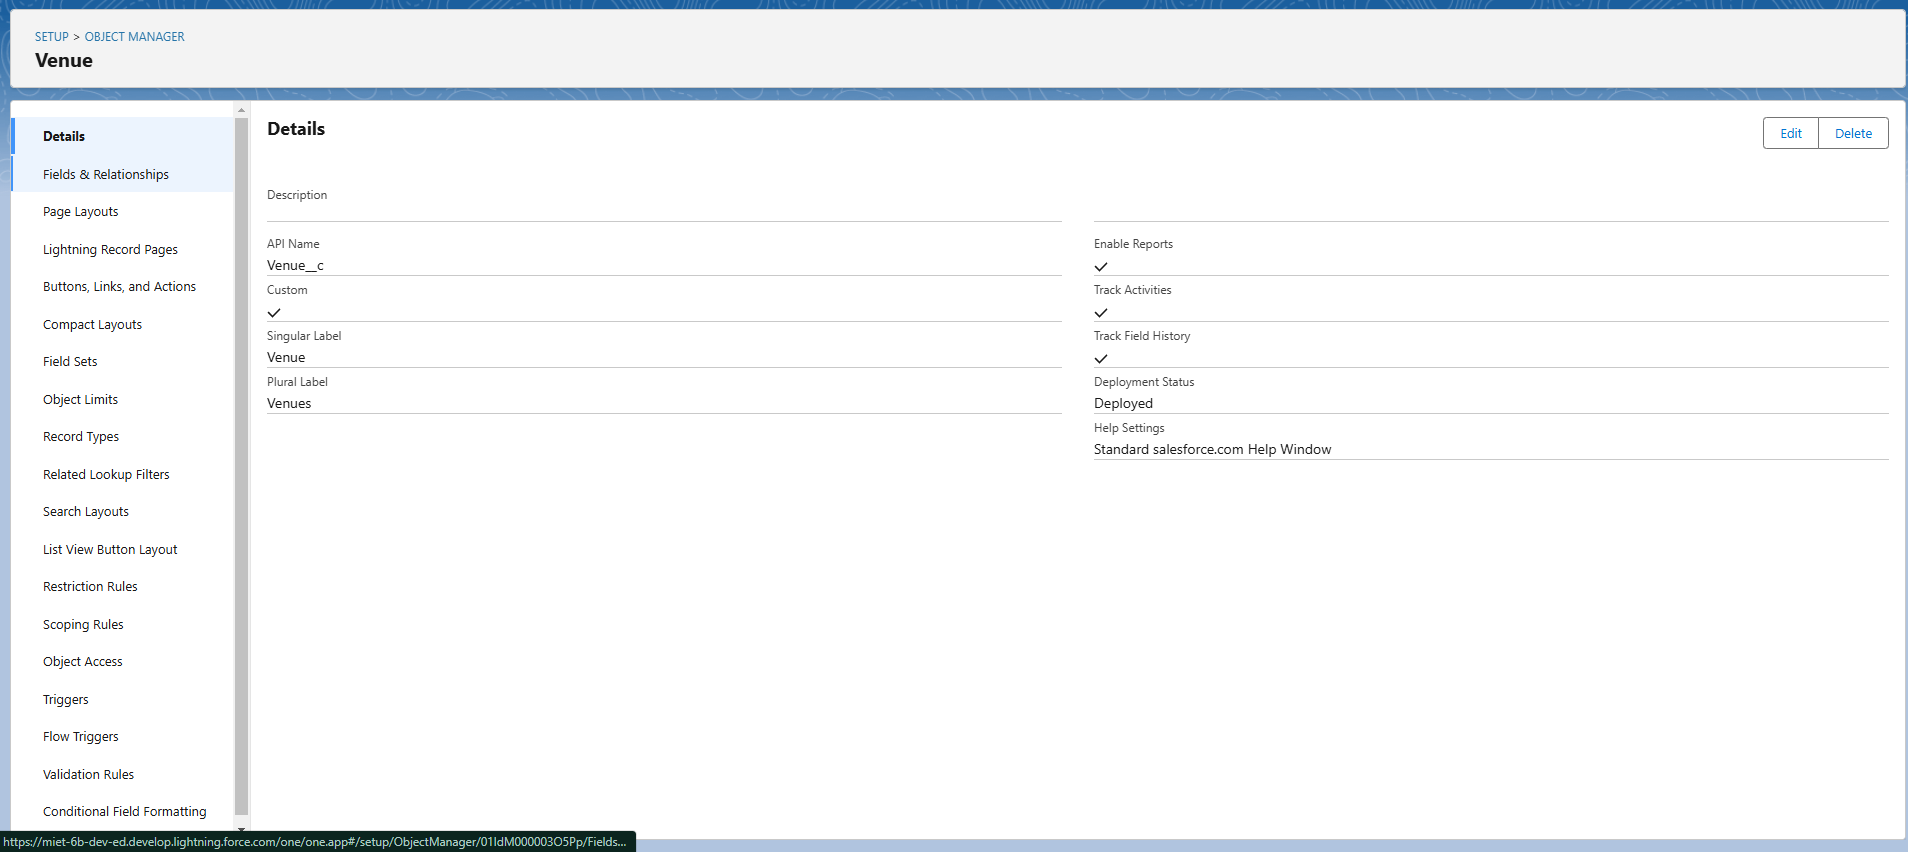 SETUP > OBJECT MANAGER
Venue
Details
Fields & Relationships
Page Layouts
Lightning Record Pages
Buttons, Links, and Actions
Compact Layouts
Field Sets
Object Limits
Record Types
Related Lookup Filters
Search Layouts
List View Button Layout
Restriction Rules
Scoping Rules
Object Access
Triggers
Flow Triggers
Validation Rules
Conditional Field Formatting
Details
Edit
Delete
Description
API Name
Venue__c
Custom
Singular Label
Venue
Plural Label
Venues
Enable Reports
Track Activities
Track Field History
Deployment Status
Deployed
Help Settings
Standard salesforce.com Help Window
https://miet-6b-dev-ed.develop.lightning.force.com/one/one.app#/setup/ObjectManager/01IdM000003O5Pp/Fields...